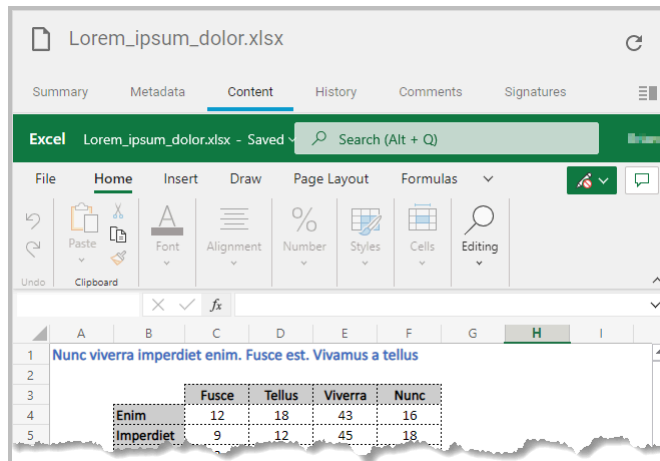 Lorem_ipsum_dolor.xlsx
Summary Metadata Content History Comments Signatures
Excel Lorem_ipsum_dolor.xlsx - Saved Search (Alt + Q)
File Home Insert Draw Page Layout Formulas
Paste Font Alignment Number Styles Cells Editing
Undo Clipboard
fx
A B C D E F G H I
1 Nunc viverra imperdiet enim. Fusce est. Vivamus a tellus
2
3 Fusce Tellus Viverra Nunc
4 Enim 12 18 43 16
5 Imperdiet 9 12 45 18